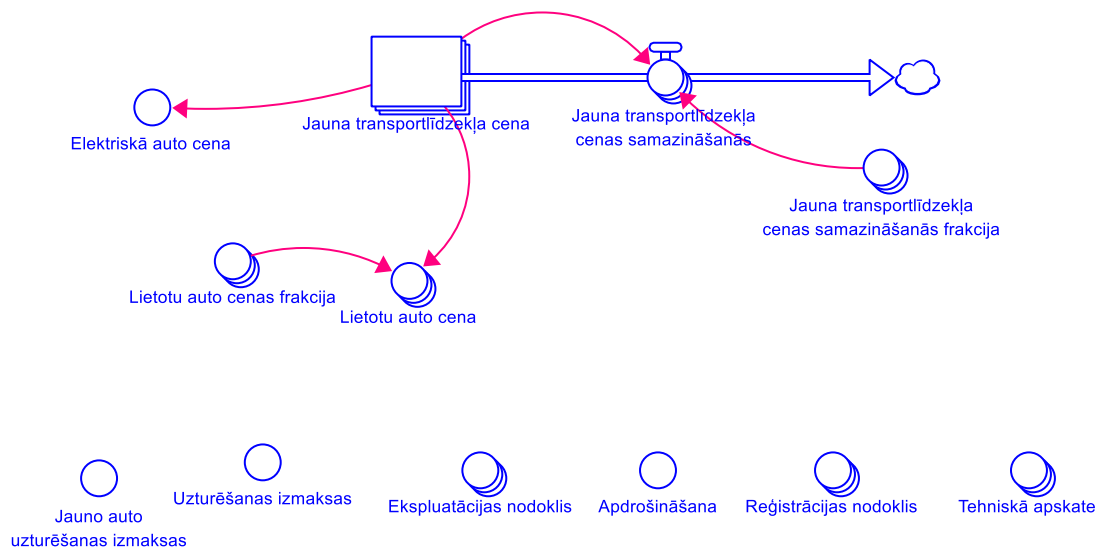 Jauna transportlīdzekļa cena
Jauna transportlīdzekļa
cenas samazināšanās
Elektriskā auto cena
Jauna transportlīdzekļa
cenas samazināšanās frakcija
Lietotu auto cenas frakcija
Lietotu auto cena
Jauno auto
uzturēšanas izmaksas
Uzturēšanas izmaksas
Ekspluatācijas nodoklis
Apdrošināšana
Reģistrācijas nodoklis
Tehniskā apskate